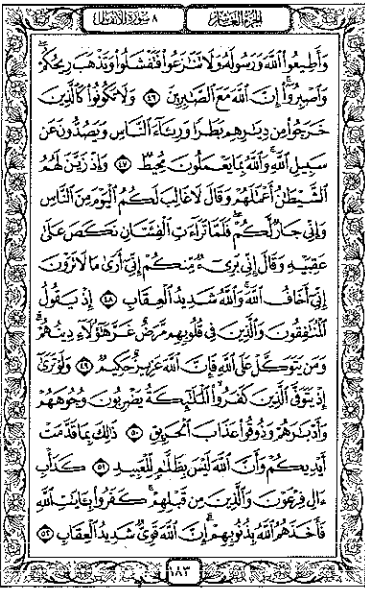 الجزء العاشر
٨ سورة الأنفال
وَأَطِيعُوا۟ ٱللَّهَ وَرَسُولَهُۥ وَلَا تَنَٰزَعُوا۟ فَتَفْشَلُوا۟ وَتَذْهَبَ رِيحُكُمْ ۖ
وَٱصْبِرُوٓا۟ ۚ إِنَّ ٱللَّهَ مَعَ ٱلصَّٰبِرِينَ ٤٦ وَلَا تَكُونُوا۟ كَٱلَّذِينَ
خَرَجُوا۟ مِن دِيَٰرِهِم بَطَرًا وَرِئَآءَ ٱلنَّاسِ وَيَصُدُّونَ عَن
سَبِيلِ ٱللَّهِ ۚ وَٱللَّهُ بِمَا يَعْمَلُونَ مُحِيطٌ ٤٧ وَإِذْ زَيَّنَ لَهُمُ
ٱلشَّيْطَٰنُ أَعْمَٰلَهُمْ وَقَالَ لَا غَالِبَ لَكُمُ ٱلْيَوْمَ مِنَ ٱلنَّاسِ
وَإِنِّى جَارٌ لَّكُمْ ۖ فَلَمَّا تَرَآءَتِ ٱلْفِئَتَانِ نَكَصَ عَلَىٰ
عَقِبَيْهِ وَقَالَ إِنِّى بَرِىٓءٌ مِّنكُمْ إِنِّىٓ أَرَىٰ مَا لَا تَرَوْنَ
إِنِّىٓ أَخَافُ ٱللَّهَ ۚ وَٱللَّهُ شَدِيدُ ٱلْعِقَابِ ٤٨ إِذْ يَقُولُ
ٱلْمُنَٰفِقُونَ وَٱلَّذِينَ فِى قُلُوبِهِم مَّرَضٌ غَرَّ هَٰٓؤُلَآءِ دِينُهُمْ ۗ
وَمَن يَتَوَكَّلْ عَلَى ٱللَّهِ فَإِنَّ ٱللَّهَ عَزِيزٌ حَكِيمٌ ٤٩ وَلَوْ تَرَىٰٓ
إِذْ يَتَوَفَّى ٱلَّذِينَ كَفَرُوا۟ ۙ ٱلْمَلَٰٓئِكَةُ يَضْرِبُونَ وُجُوهَهُمْ
وَأَدْبَٰرَهُمْ وَذُوقُوا۟ عَذَابَ ٱلْحَرِيقِ ٥٠ ذَٰلِكَ بِمَا قَدَّمَتْ
أَيْدِيكُمْ وَأَنَّ ٱللَّهَ لَيْسَ بِظَلَّٰمٍ لِّلْعَبِيدِ ٥١ كَدَأْبِ
ءَالِ فِرْعَوْنَ ۙ وَٱلَّذِينَ مِن قَبْلِهِمْ ۚ كَفَرُوا۟ بِـَٔايَٰتِ ٱللَّهِ
فَأَخَذَهُمُ ٱللَّهُ بِذُنُوبِهِمْ ۗ إِنَّ ٱللَّهَ قَوِىٌّ شَدِيدُ ٱلْعِقَابِ ٥٢
١٨٣